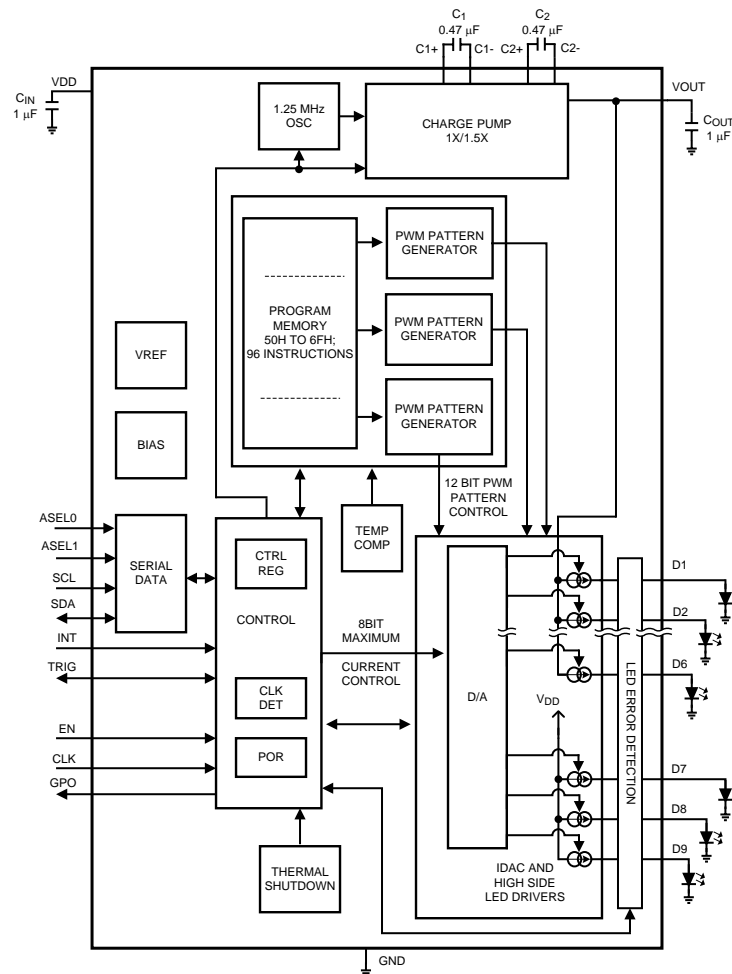 C1
0.47 μF
C2
0.47 μF
C1+
C1-
C2+
C2-
VDD
CIN
1 μF
1.25 MHz
OSC
CHARGE PUMP
1X/1.5X
VOUT
COUT
1 μF
PROGRAM
MEMORY
50H TO 6FH;
96 INSTRUCTIONS
PWM PATTERN
GENERATOR
PWM PATTERN
GENERATOR
PWM PATTERN
GENERATOR
VREF
BIAS
12 BIT PWM
PATTERN
CONTROL
TEMP
COMP
ASEL0
ASEL1
SCL
SDA
SERIAL
DATA
INT
TRIG
EN
CLK
GPO
CTRL
REG
CONTROL
CLK
DET
POR
8BIT
MAXIMUM
CURRENT
CONTROL
D/A
VDD
IDAC AND
HIGH SIDE
LED DRIVERS
LED ERROR DETECTION
D1
D2
D6
D7
D8
D9
THERMAL
SHUTDOWN
GND